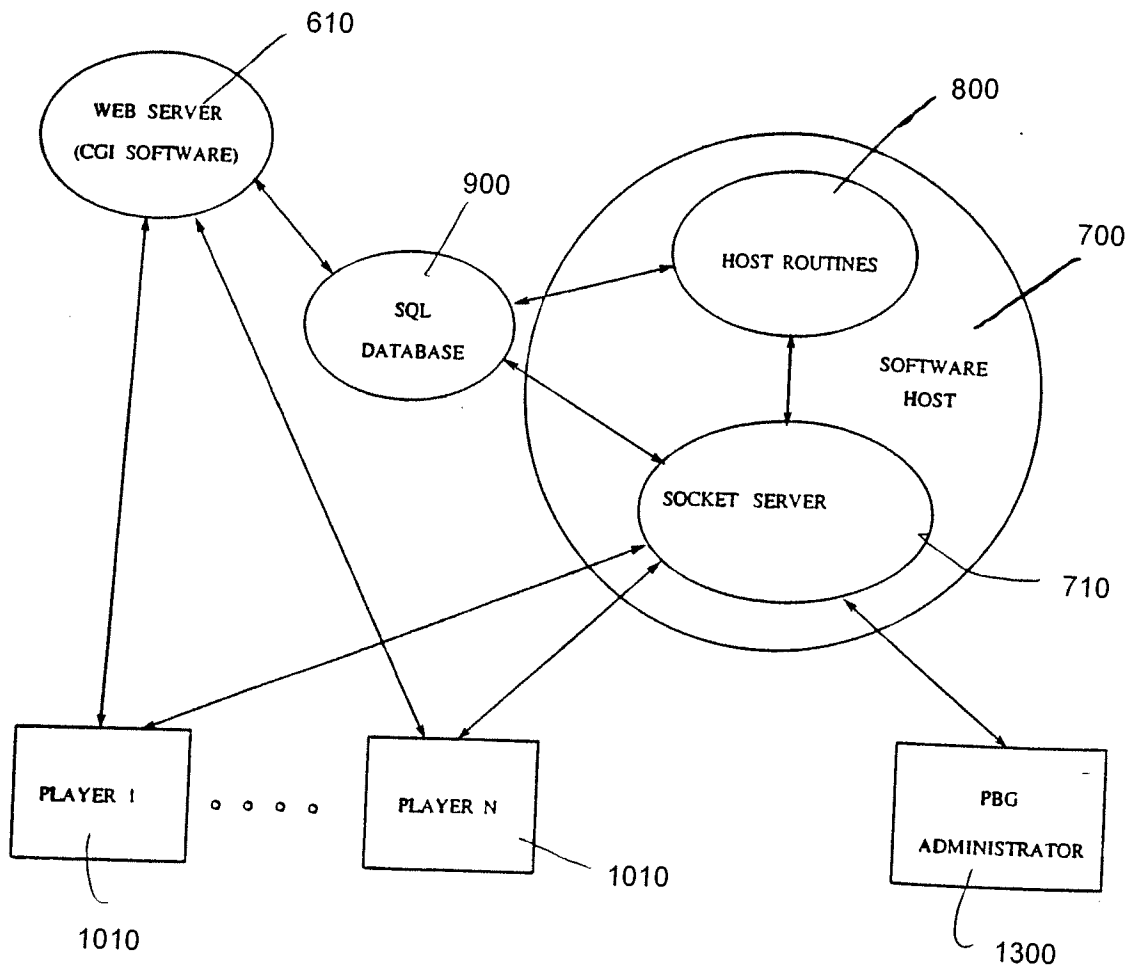 610
WEB SERVER
(CGI SOFTWARE)
800
900
HOST ROUTINES
700
SQL
DATABASE
SOFTWARE
HOST
SOCKET SERVER
710
PLAYER 1
PLAYER N
PBG
ADMINISTRATOR
1010
1010
1300